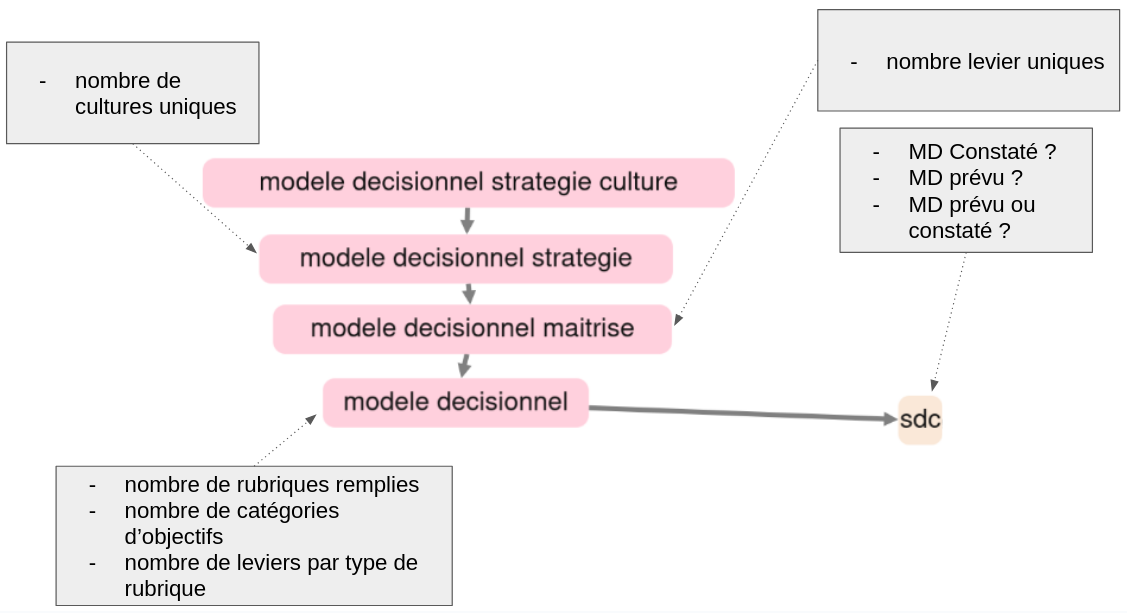 - nombre de
cultures uniques
- nombre levier uniques
- MD Constaté ?
- MD prévu ?
- MD prévu ou
constaté ?
modele decisionnel strategie culture
modele decisionnel strategie
modele decisionnel maitrise
modele decisionnel
sdc
- nombre de rubriques remplies
- nombre de catégories
d’objectifs
- nombre de leviers par type de
rubrique